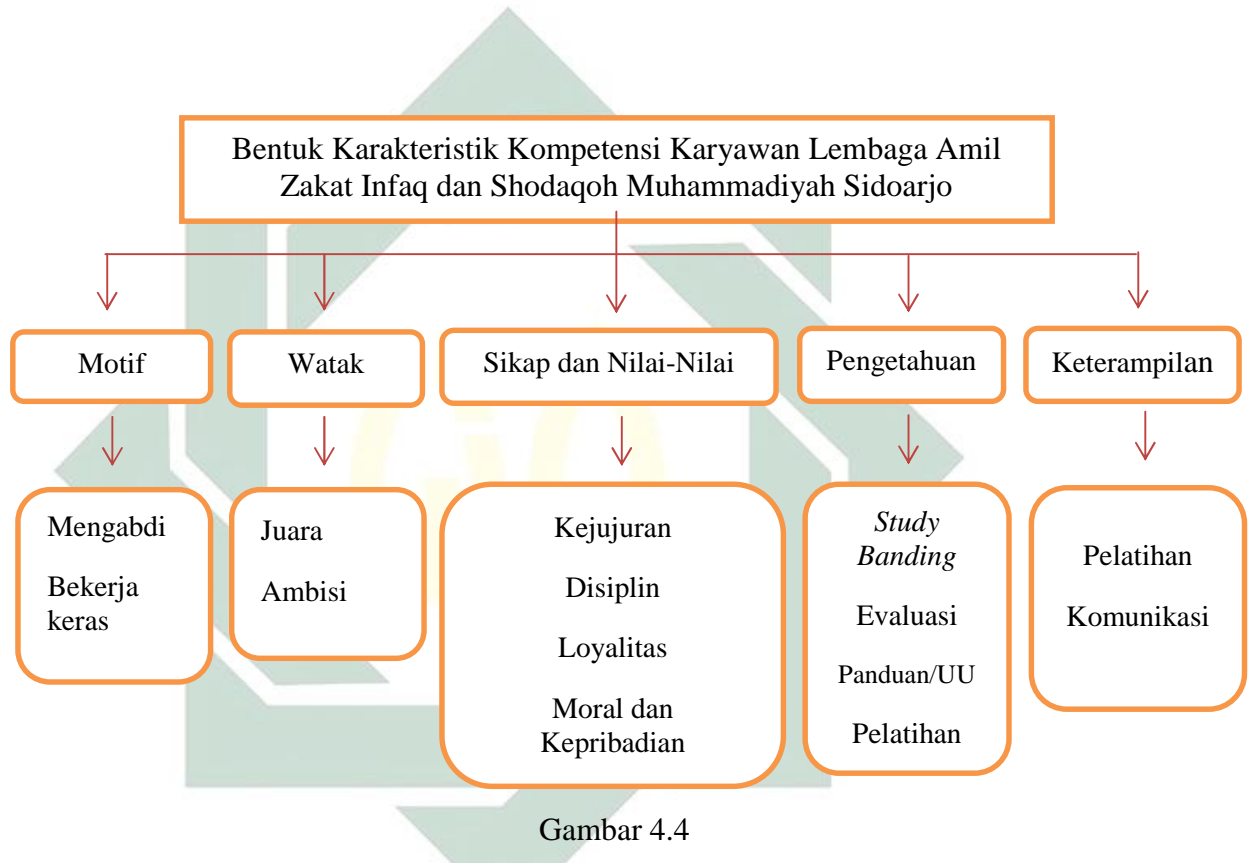 Bentuk Karakteristik Kompetensi Karyawan Lembaga Amil
Zakat Infaq dan Shodaqoh Muhammadiyah Sidoarjo
Motif
Watak
Sikap dan Nilai-Nilai
Pengetahuan
Keterampilan
Mengabdi
Bekerja
keras
Juara
Ambisi
Kejujuran
Disiplin
Loyalitas
Moral dan
Kepribadian
Study
Banding
Evaluasi
Panduan/UU
Pelatihan
Pelatihan
Komunikasi
Gambar 4.4